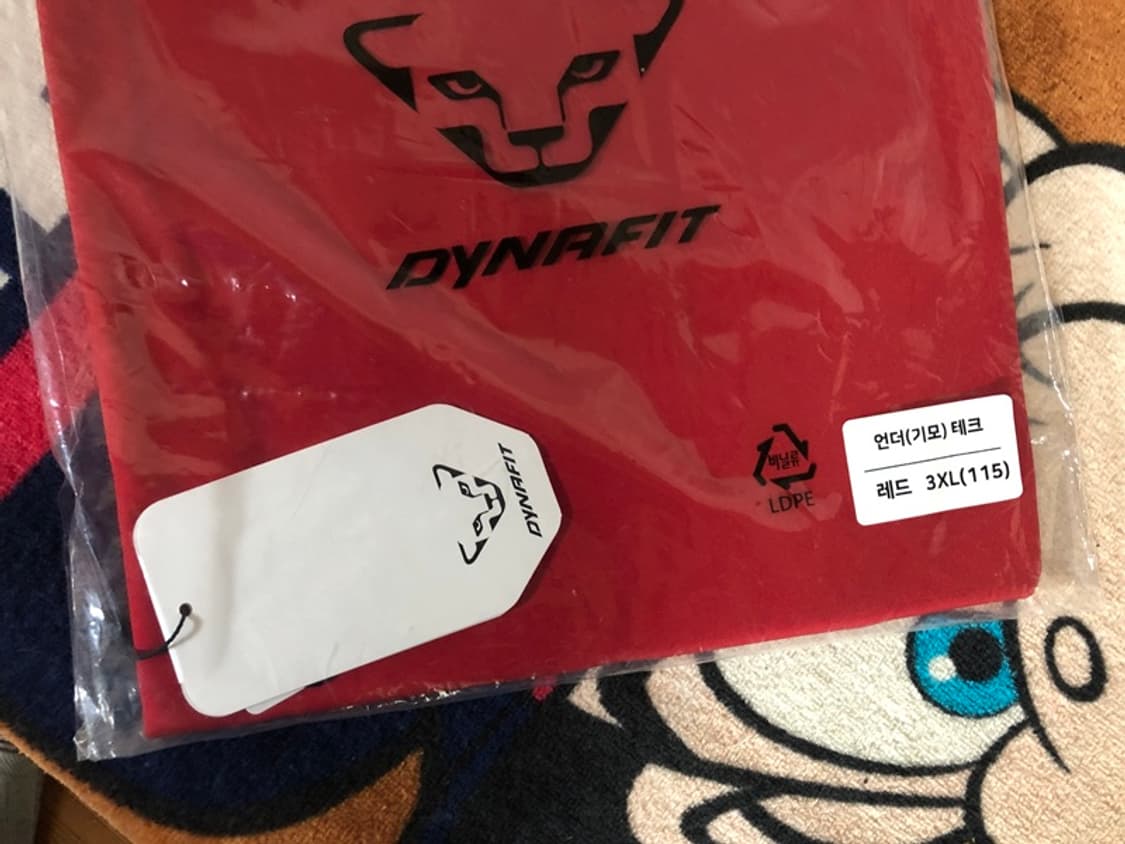 DYNAFIT
DYNAFIT
비닐류
LDPE
언더(기모) 테크
레드 3XL(115)